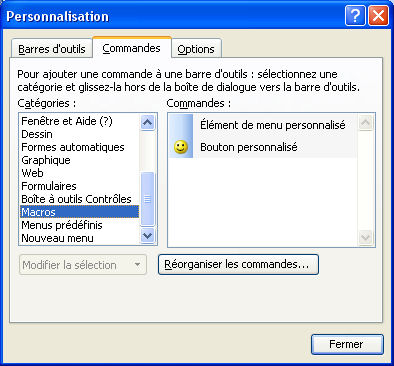 Personnalisation
Barres d'outils
Commandes
Options
Pour ajouter une commande à une barre d'outils : sélectionnez une
catégorie et glissez-la hors de la boîte de dialogue vers la barre d'outils.
Catégories :
Commandes :
Fenêtre et Aide (?)
Dessin
Formes automatiques
Graphique
Web
Formulaires
Boîte à outils Contrôles
Macros
Menus prédéfinis
Nouveau menu
Élément de menu personnalisé
Bouton personnalisé
Modifier la sélection
Réorganiser les commandes...
Fermer